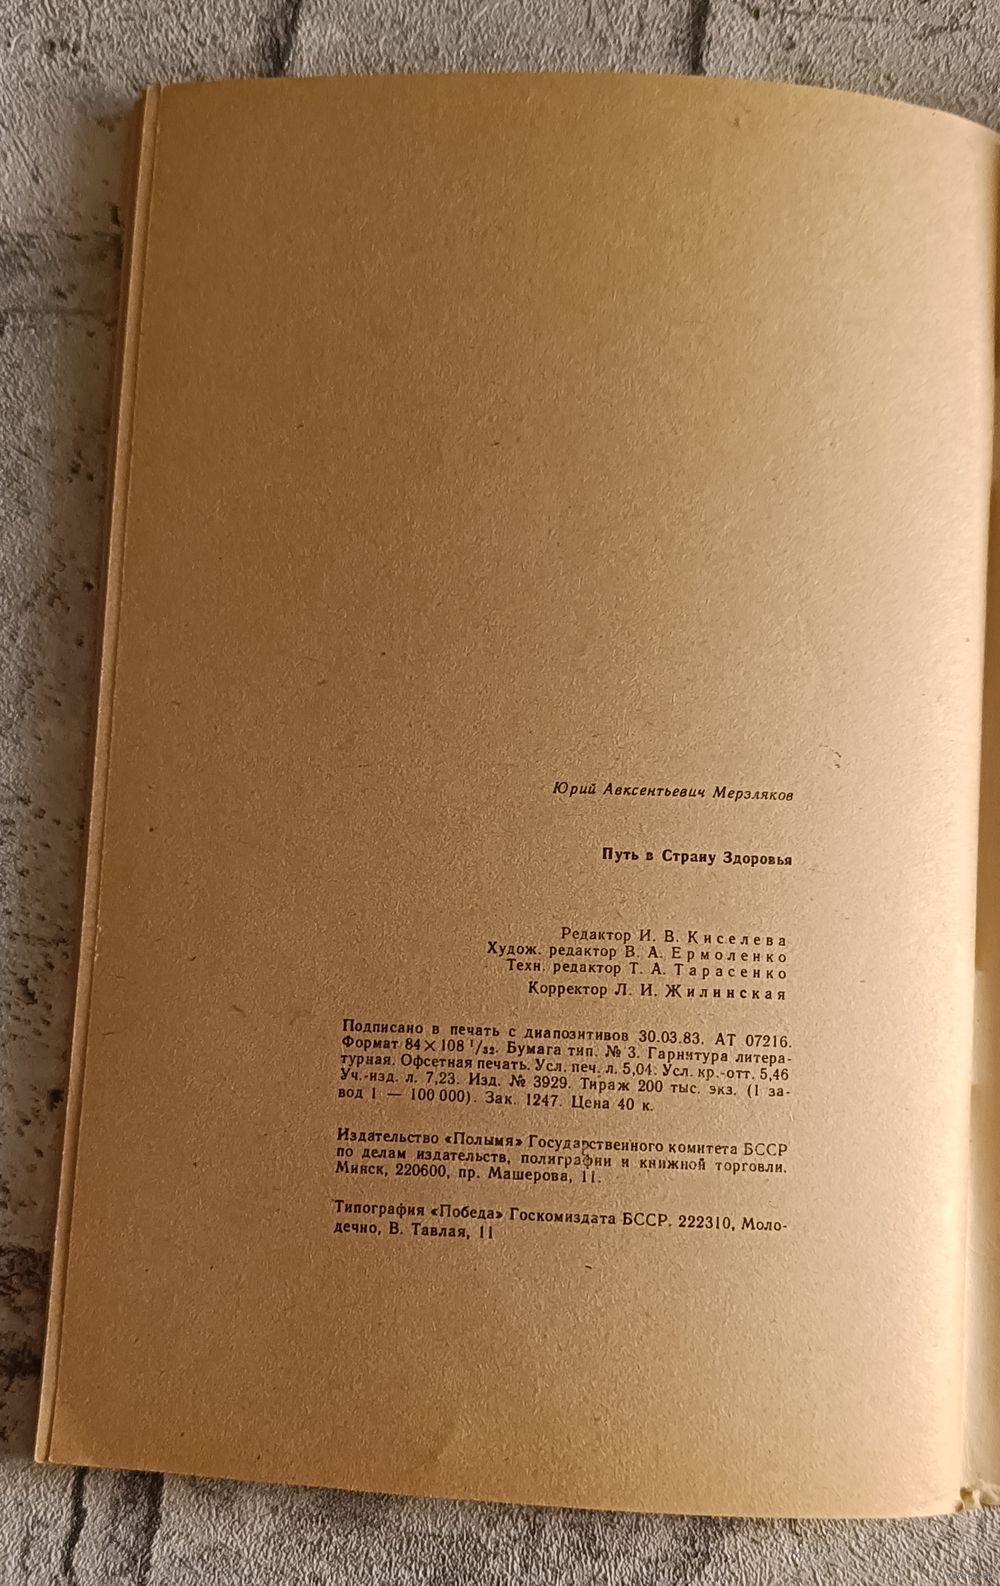 Юрий Авксентьевич Мерзляков
Путь в Страну Здоровья
Редактор И. В. Киселева
Худож. редактор В. А. Ермоленко
Техн. редактор Т. А. Тарасенко
Корректор Л. И. Жилинская
Подписано в печать с диапозитивов 30.03.83. АТ 07216.
Формат 84×108 1/32. Бумага тип. № 3. Гарнитура литера-
турная. Офсетная печать. Усл. печ. л. 5,04. Усл. кр.-отт. 5,46
Уч.-изд. л. 7,23. Изд. № 3929. Тираж 200 тыс. экз. (1 за-
вод 1 — 100 000). Зак. 1247. Цена 40 к.
Издательство «Полымя» Государственного комитета БССР
по делам издательств, полиграфии и книжной торговли.
Минск, 220600, пр. Машерова, 11.
Типография «Победа» Госкомиздата БССР. 222310, Моло-
дечно, В. Тавлая, 11